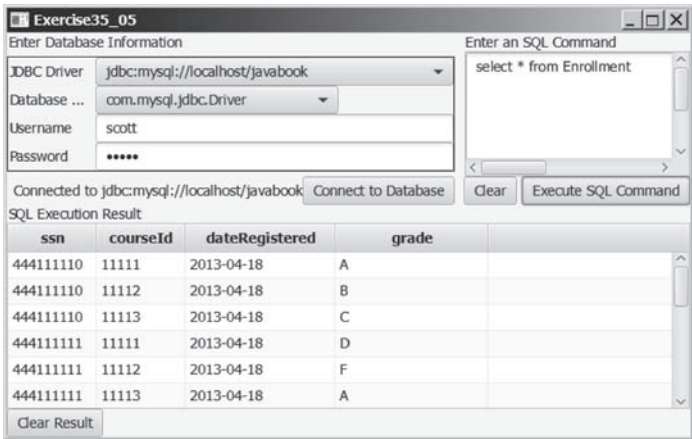 Exercise35_05
Enter Database Information
JDBC Driver jdbc:mysql://localhost/javabook
Database ... com.mysql.jdbc.Driver
Username scott
Password •••••
Connected to jdbc:mysql://localhost/javabook Connect to Database
Enter an SQL Command
select * from Enrollment
Clear Execute SQL Command
SQL Execution Result
ssn courseId dateRegistered grade
444111110 11111 2013-04-18 A
444111110 11112 2013-04-18 B
444111110 11113 2013-04-18 C
444111111 11111 2013-04-18 D
444111111 11112 2013-04-18 F
444111111 11113 2013-04-18 A
Clear Result